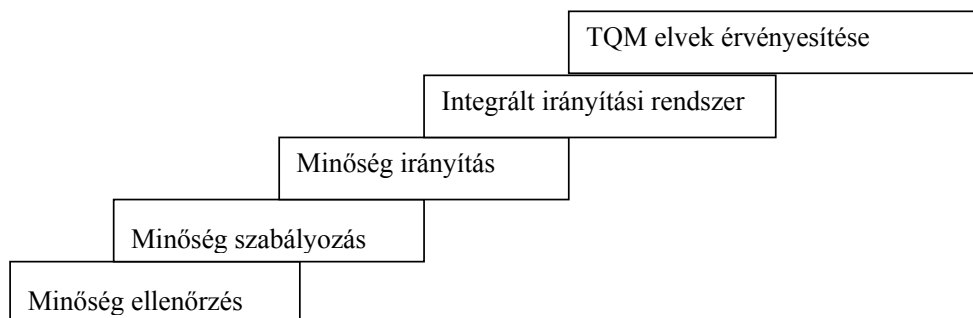 TQM elvek érvényesítése
Integrált irányítási rendszer
Minőség irányítás
Minőség szabályozás
Minőség ellenőrzés